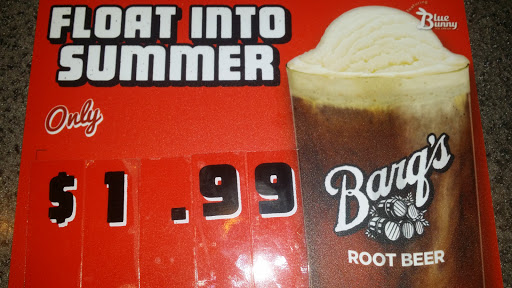 FLOAT INTO
SUMMER
Only
$1.99
Blue
Bunny
Barq's
ROOT BEER